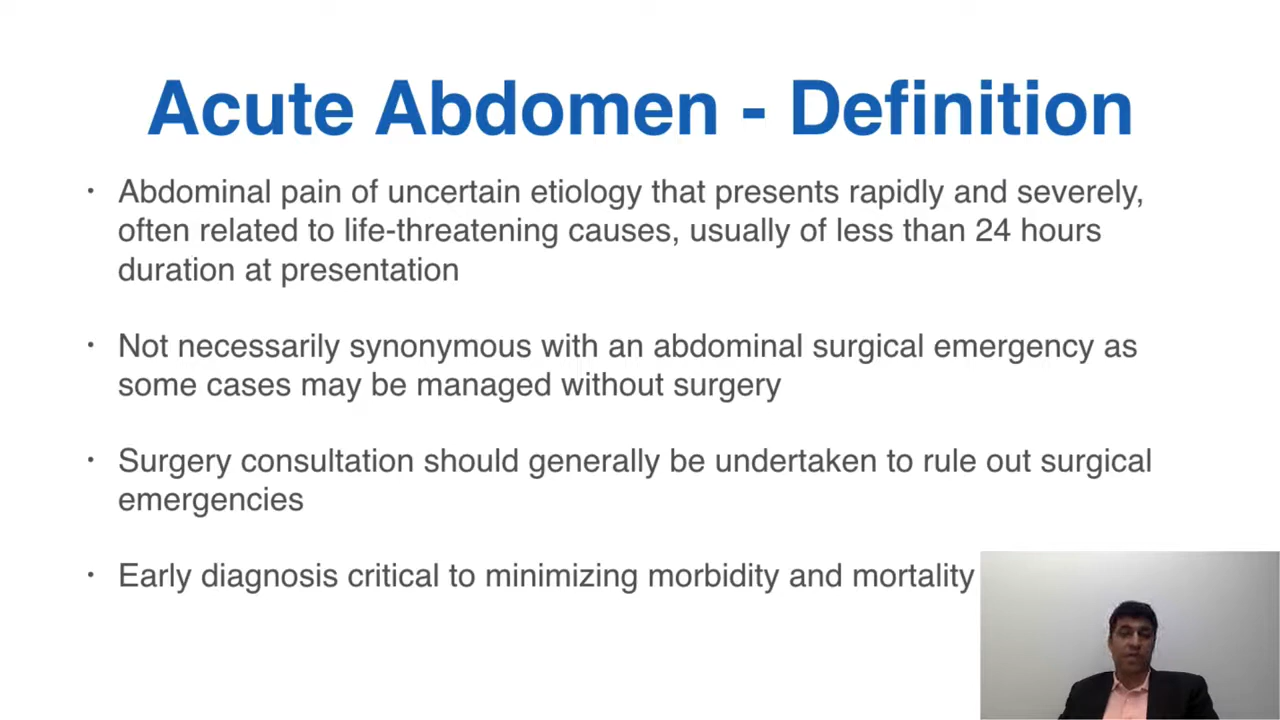 Acute Abdomen - Definition
• Abdominal pain of uncertain etiology that presents rapidly and severely,
often related to life-threatening causes, usually of less than 24 hours
duration at presentation
• Not necessarily synonymous with an abdominal surgical emergency as
some cases may be managed without surgery
• Surgery consultation should generally be undertaken to rule out surgical
emergencies
• Early diagnosis critical to minimizing morbidity and mortality